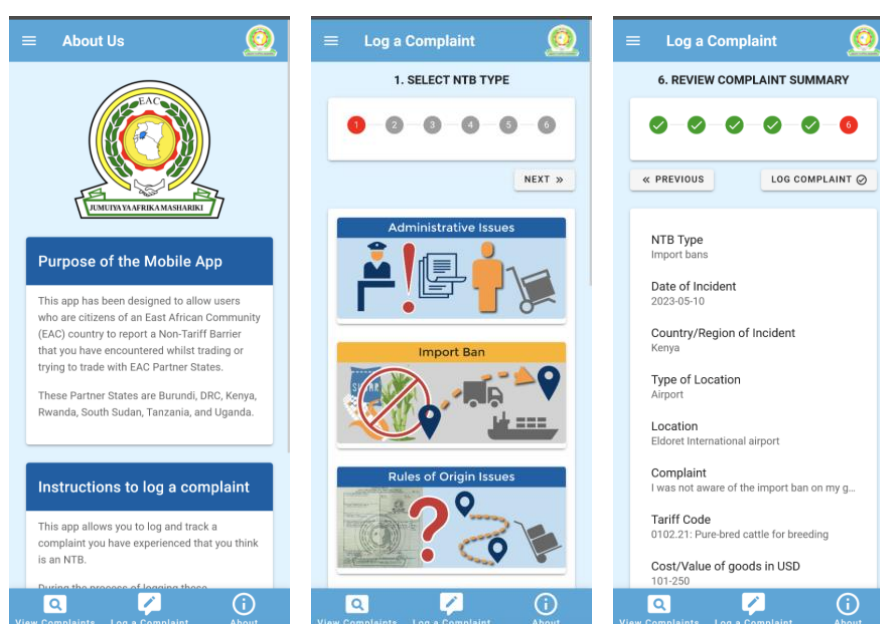 About Us
EAC
JUMUIYA YA AFRIKA MASHARIKI
Purpose of the Mobile App
This app has been designed to allow users
who are citizens of an East African Community
(EAC) country to report a Non-Tariff Barrier
that you have encountered whilst trading or
trying to trade with EAC Partner States.
These Partner States are Burundi, DRC, Kenya,
Rwanda, South Sudan, Tanzania, and Uganda.
Instructions to log a complaint
This app allows you to log and track a
complaint you have experienced that you think
is an NTB.
During the process of logging these
View Complaints Log a Complaint About
Log a Complaint
1. SELECT NTB TYPE
1 2 3 4 5 6
NEXT »
Administrative Issues
Import Ban
Rules of Origin Issues
View Complaints Log a Complaint About
Log a Complaint
6. REVIEW COMPLAINT SUMMARY
6
« PREVIOUS LOG COMPLAINT
NTB Type
Import bans
Date of Incident
2023-05-10
Country/Region of Incident
Kenya
Type of Location
Airport
Location
Eldoret International airport
Complaint
I was not aware of the import ban on my g...
Tariff Code
0102.21: Pure-bred cattle for breeding
Cost/Value of goods in USD
101-250
View Complaints Log a Complaint About